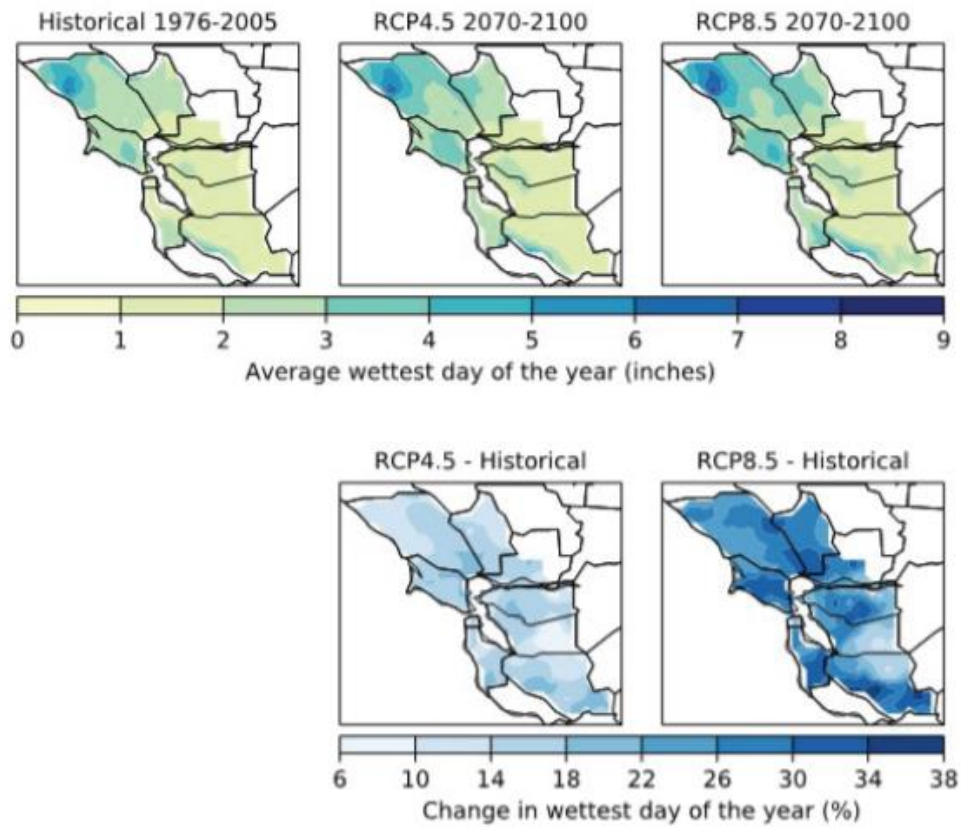 Historical 1976-2005 RCP4.5 2070-2100 RCP8.5 2070-2100
0 1 2 3 4 5 6 7 8 9
Average wettest day of the year (inches)
RCP4.5 - Historical RCP8.5 - Historical
6 10 14 18 22 26 30 34 38
Change in wettest day of the year (%)